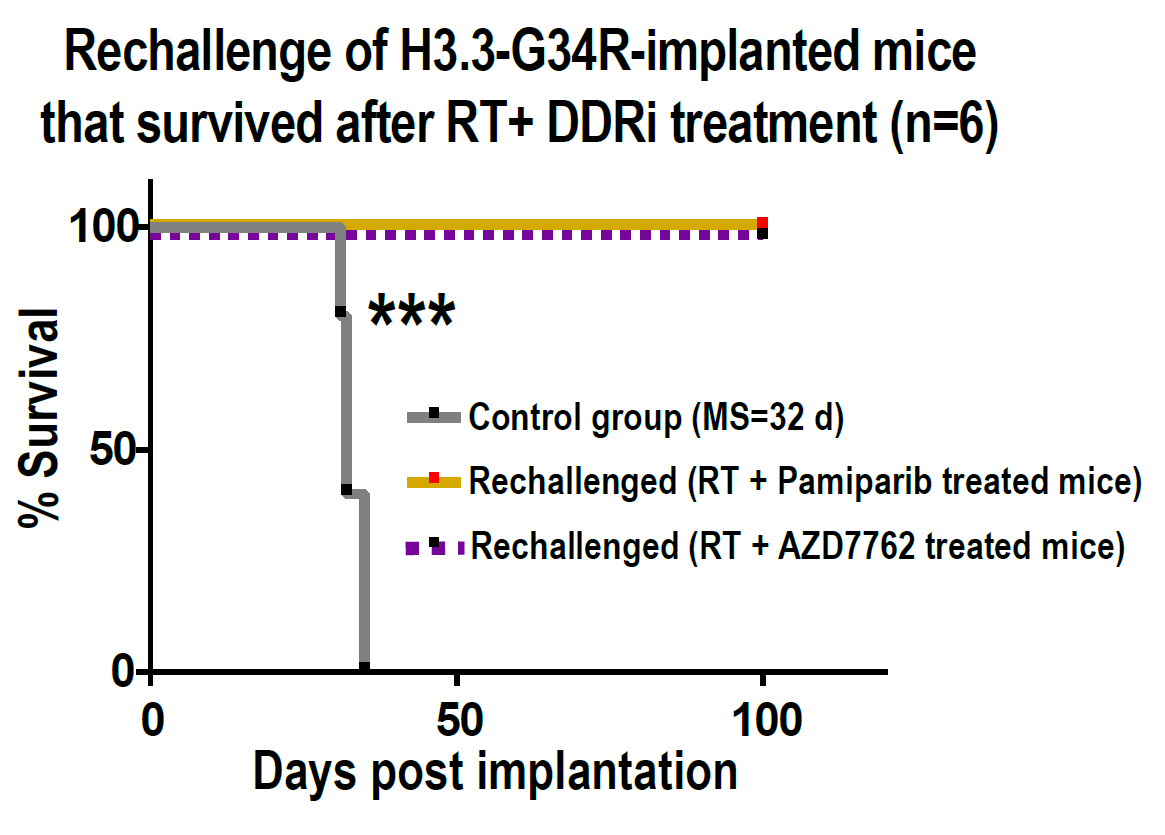 Rechallenge of H3.3-G34R-implanted mice
that survived after RT+ DDRi treatment (n=6)
100
50
0
% Survival
***
Control group (MS=32 d)
Rechallenged (RT + Pamiparib treated mice)
Rechallenged (RT + AZD7762 treated mice)
0 50 100
Days post implantation